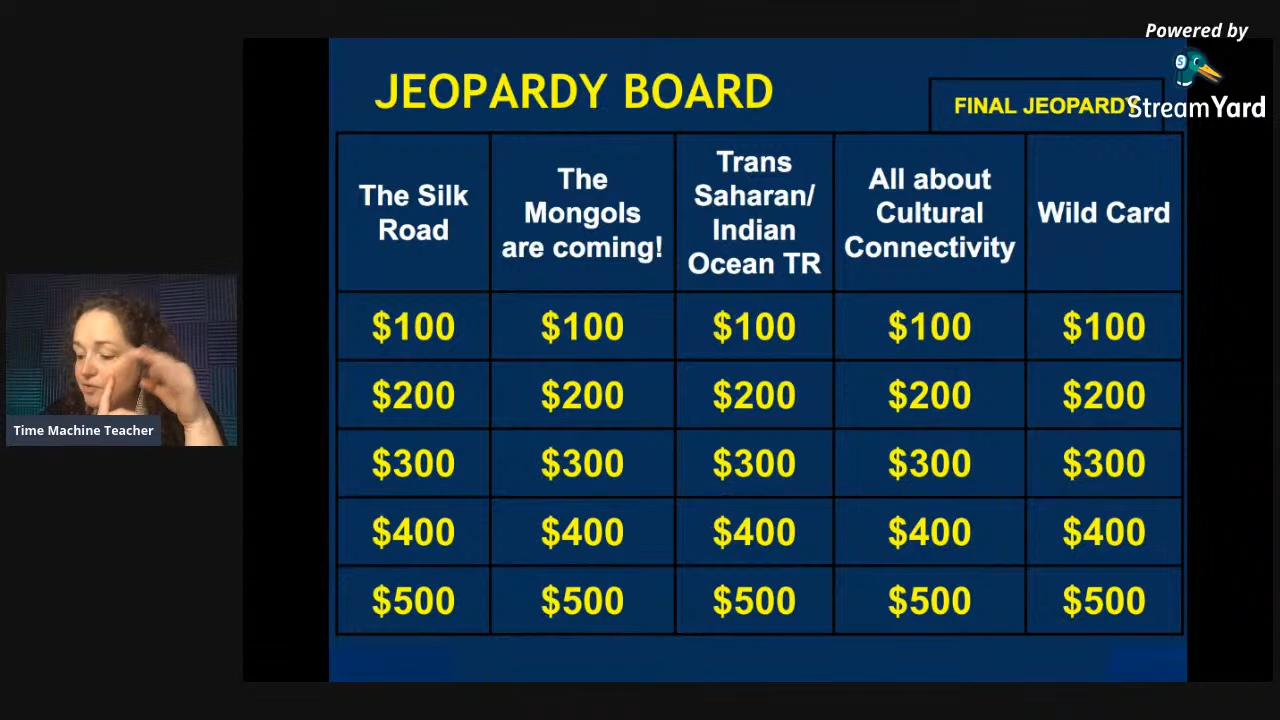 Powered by
StreamYard
JEOPARDY BOARD
FINAL JEOPARDY
The Silk
Road
The
Mongols
are coming!
Trans
Saharan/
Indian
Ocean TR
All about
Cultural
Connectivity
Wild Card
$100 $100 $100 $100 $100
$200 $200 $200 $200 $200
$300 $300 $300 $300 $300
$400 $400 $400 $400 $400
$500 $500 $500 $500 $500
Time Machine Teacher